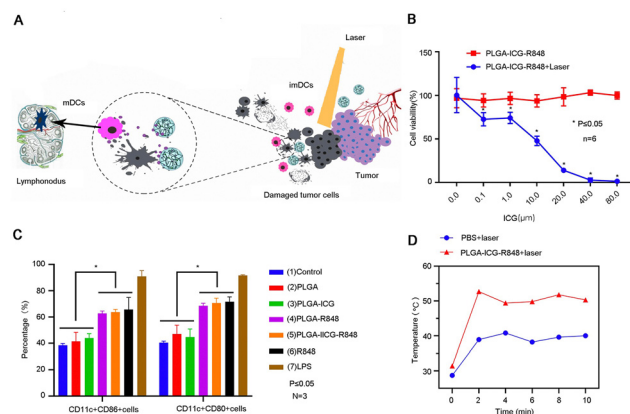 A
Laser
imDCs
mDCs
Lymphonodus
Tumor
Damaged tumor cells
B
PLGA-ICG-R848
PLGA-ICG-R848+Laser
Cell viability(%)
150
100
50
0
* P≤0.05
n=6
* * * *
0.0 0.1 1.0 10.0 20.0 40.0 80.0
ICG(μm)
C
Percentage (%)
100
80
60
40
20
0
* *
CD11c+CD86+cells CD11c+CD80+cells
(1)Control
(2)PLGA
(3)PLGA-ICG
(4)PLGA-R848
(5)PLGA-IICG-R848
(6)R848
(7)LPS
P≤0.05
N=3
D
PBS+laser
PLGA-ICG-R848+laser
Temperature (°C)
60
50
40
30
20
0 2 4 6 8 10
Time(min)